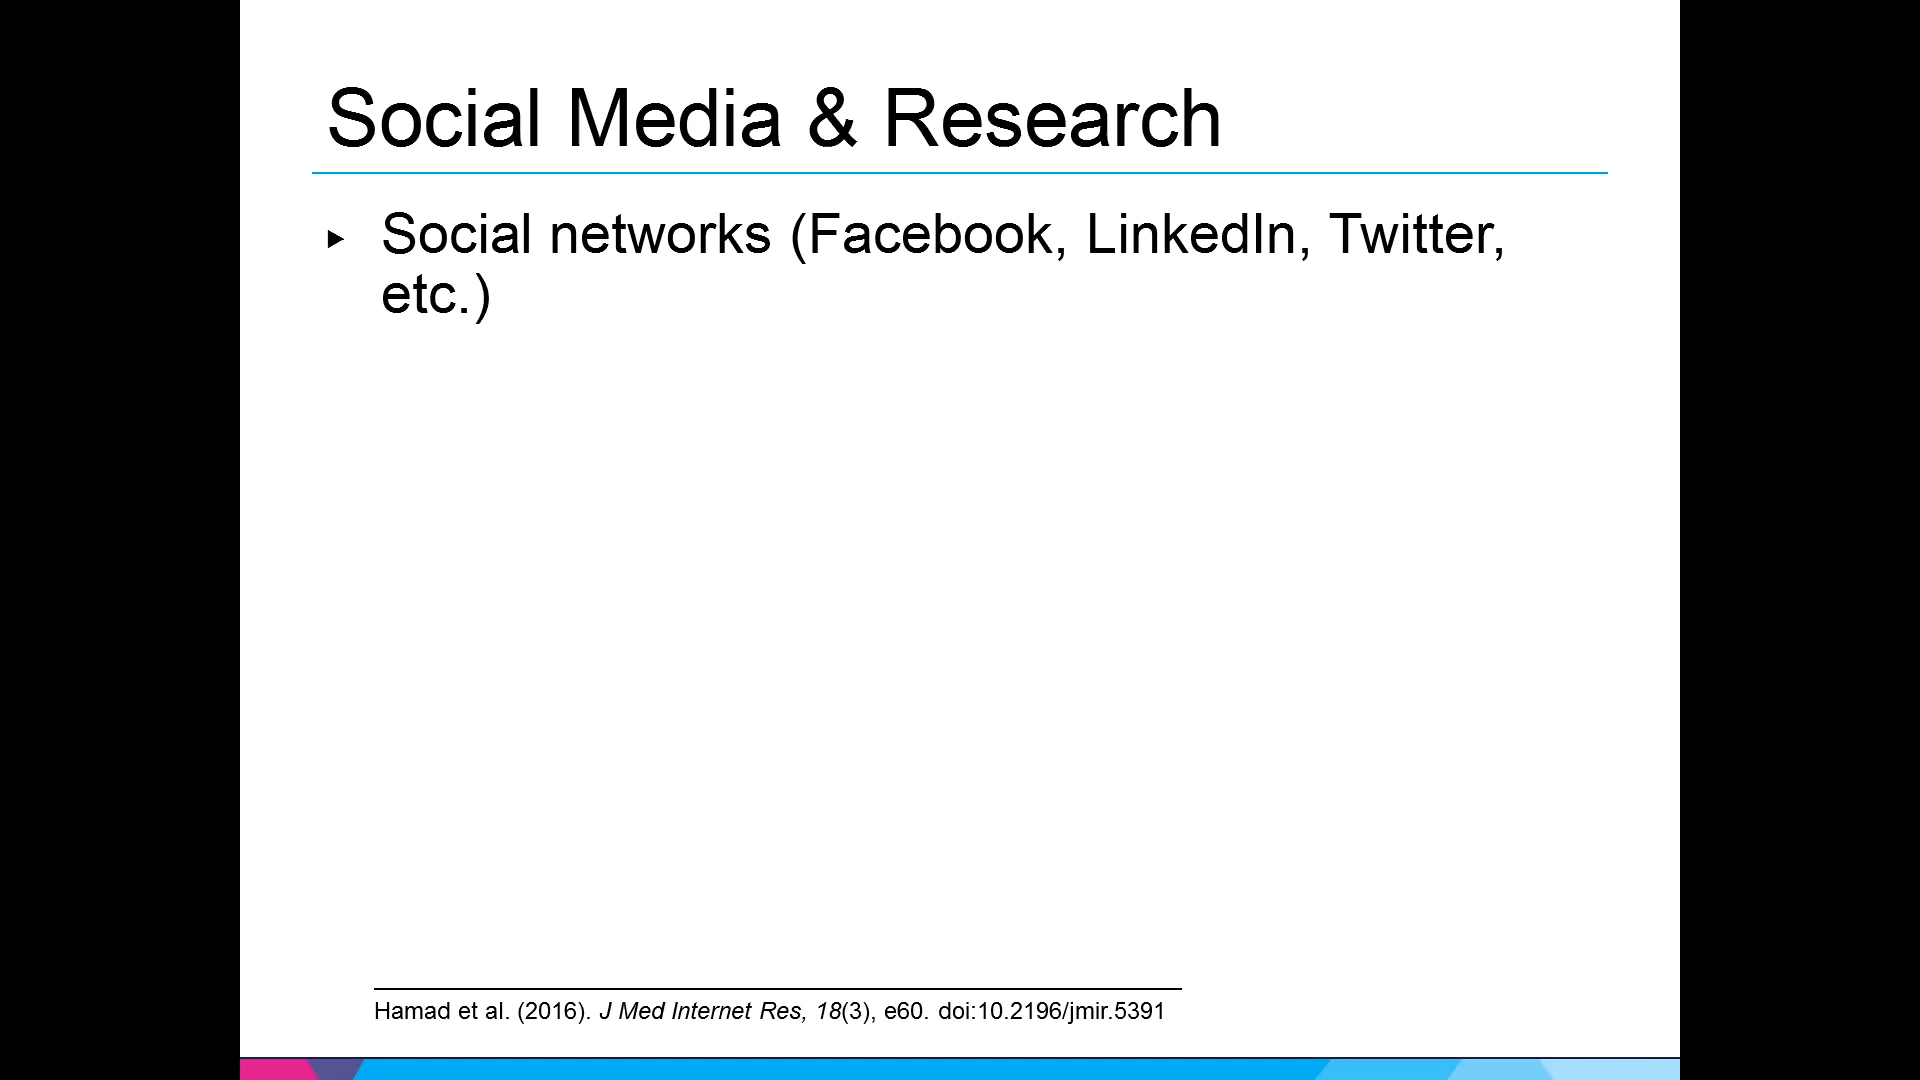 Social Media & Research
▸ Social networks (Facebook, LinkedIn, Twitter,
etc.)
Hamad et al. (2016). J Med Internet Res, 18(3), e60. doi:10.2196/jmir.5391